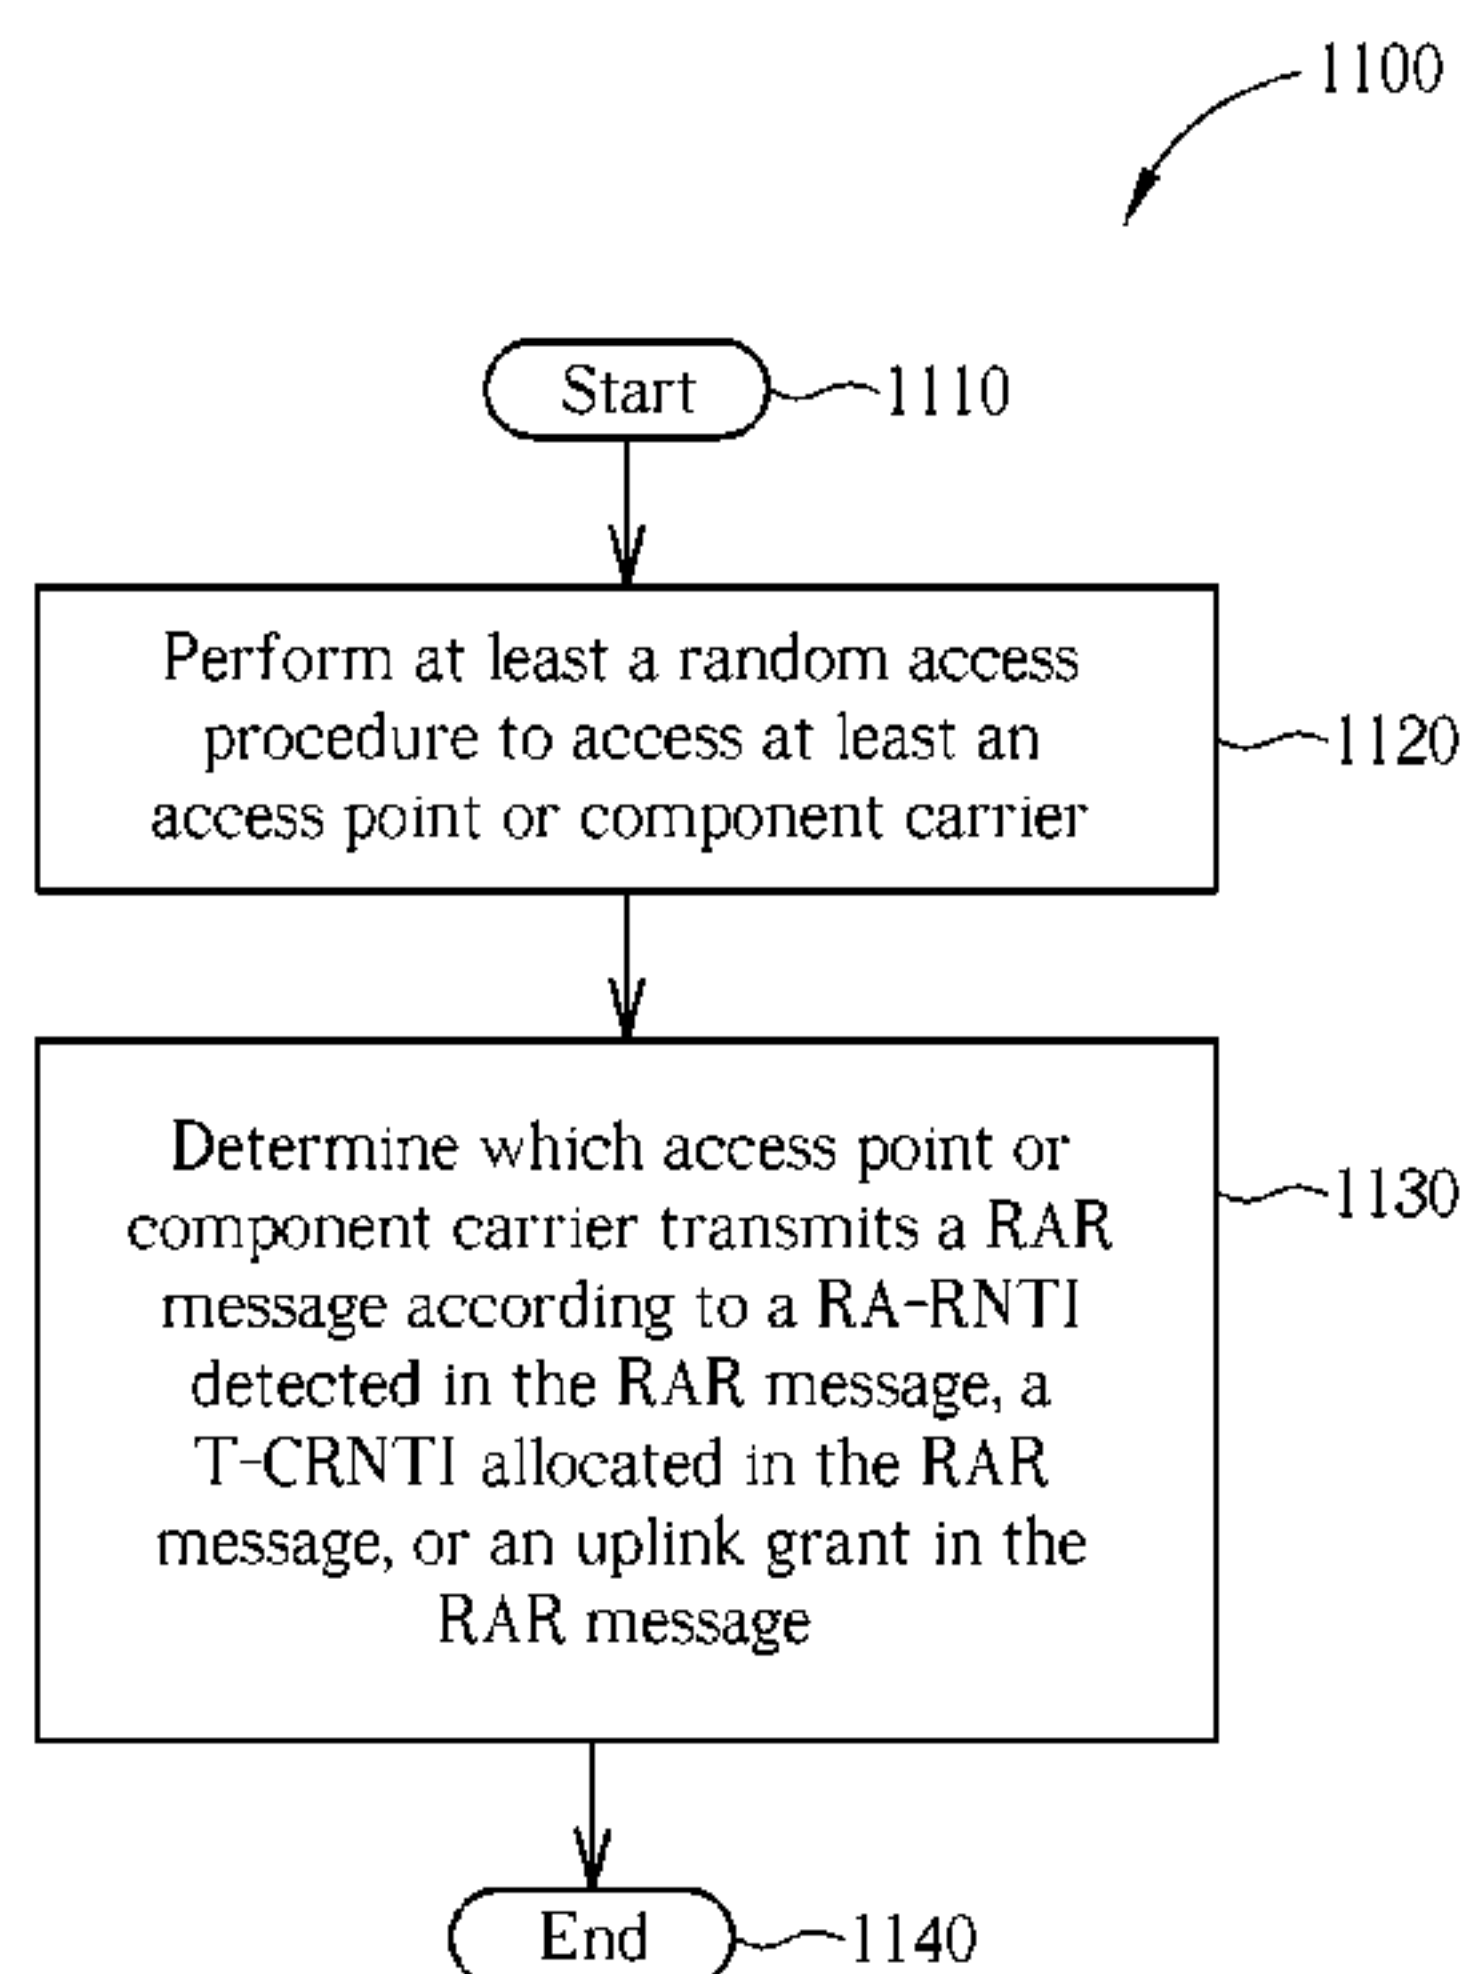 1100
Start
1110
Perform at least a random access
procedure to access at least an
access point or component carrier
1120
Determine which access point or
component carrier transmits a RAR
message according to a RA-RNTI
detected in the RAR message, a
T-CRNTI allocated in the RAR
message, or an uplink grant in the
RAR message
1130
End
1140